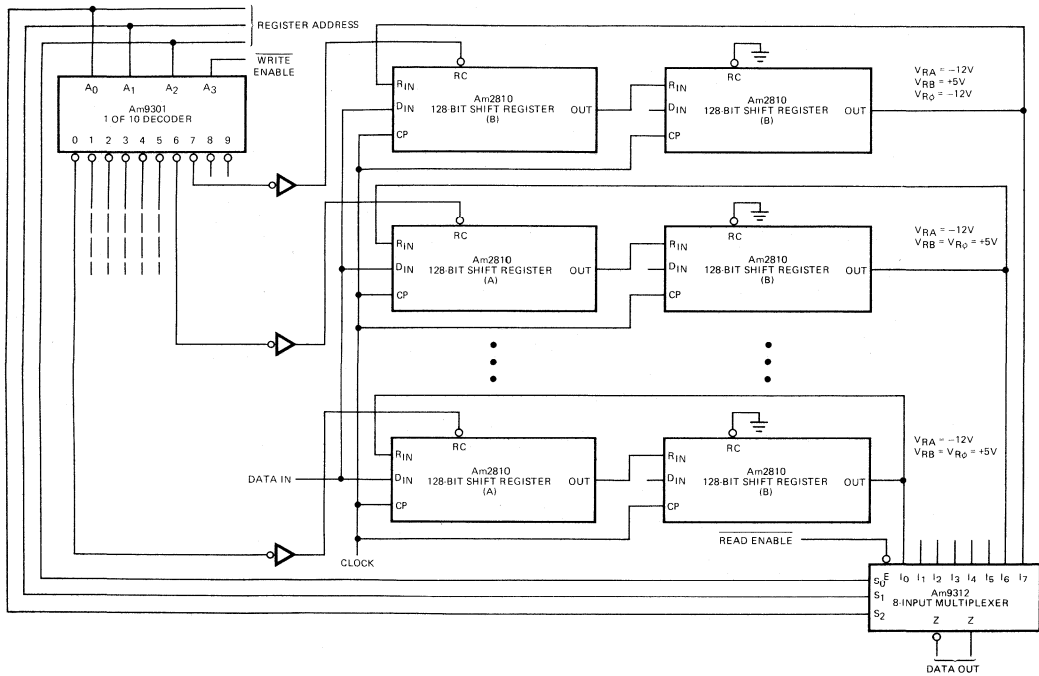 REGISTER ADDRESS
WRITE
ENABLE
A0 A1 A2 A3
Am9301
1 OF 10 DECODER
0 1 2 3 4 5 6 7 8 9
RC
RIN
DIN
CP
Am2810
128-BIT SHIFT REGISTER
(B)
OUT
RC
RIN
DIN
CP
Am2810
128-BIT SHIFT REGISTER
(B)
OUT
VRA = -12V
VRB = +5V
VRφ = -12V
RC
RIN
DIN
CP
Am2810
128-BIT SHIFT REGISTER
(A)
OUT
RC
RIN
DIN
CP
Am2810
128-BIT SHIFT REGISTER
(B)
OUT
VRA = -12V
VRB = VRφ = +5V
DATA IN
RC
RIN
DIN
CP
Am2810
128-BIT SHIFT REGISTER
(A)
OUT
RC
RIN
DIN
CP
Am2810
128-BIT SHIFT REGISTER
(B)
OUT
VRA = -12V
VRB = VRφ = +5V
CLOCK
READ ENABLE
E I0 I1 I2 I3 I4 I5 I6 I7
S0
S1
S2
Am9312
8-INPUT MULTIPLEXER
Z Z
DATA OUT